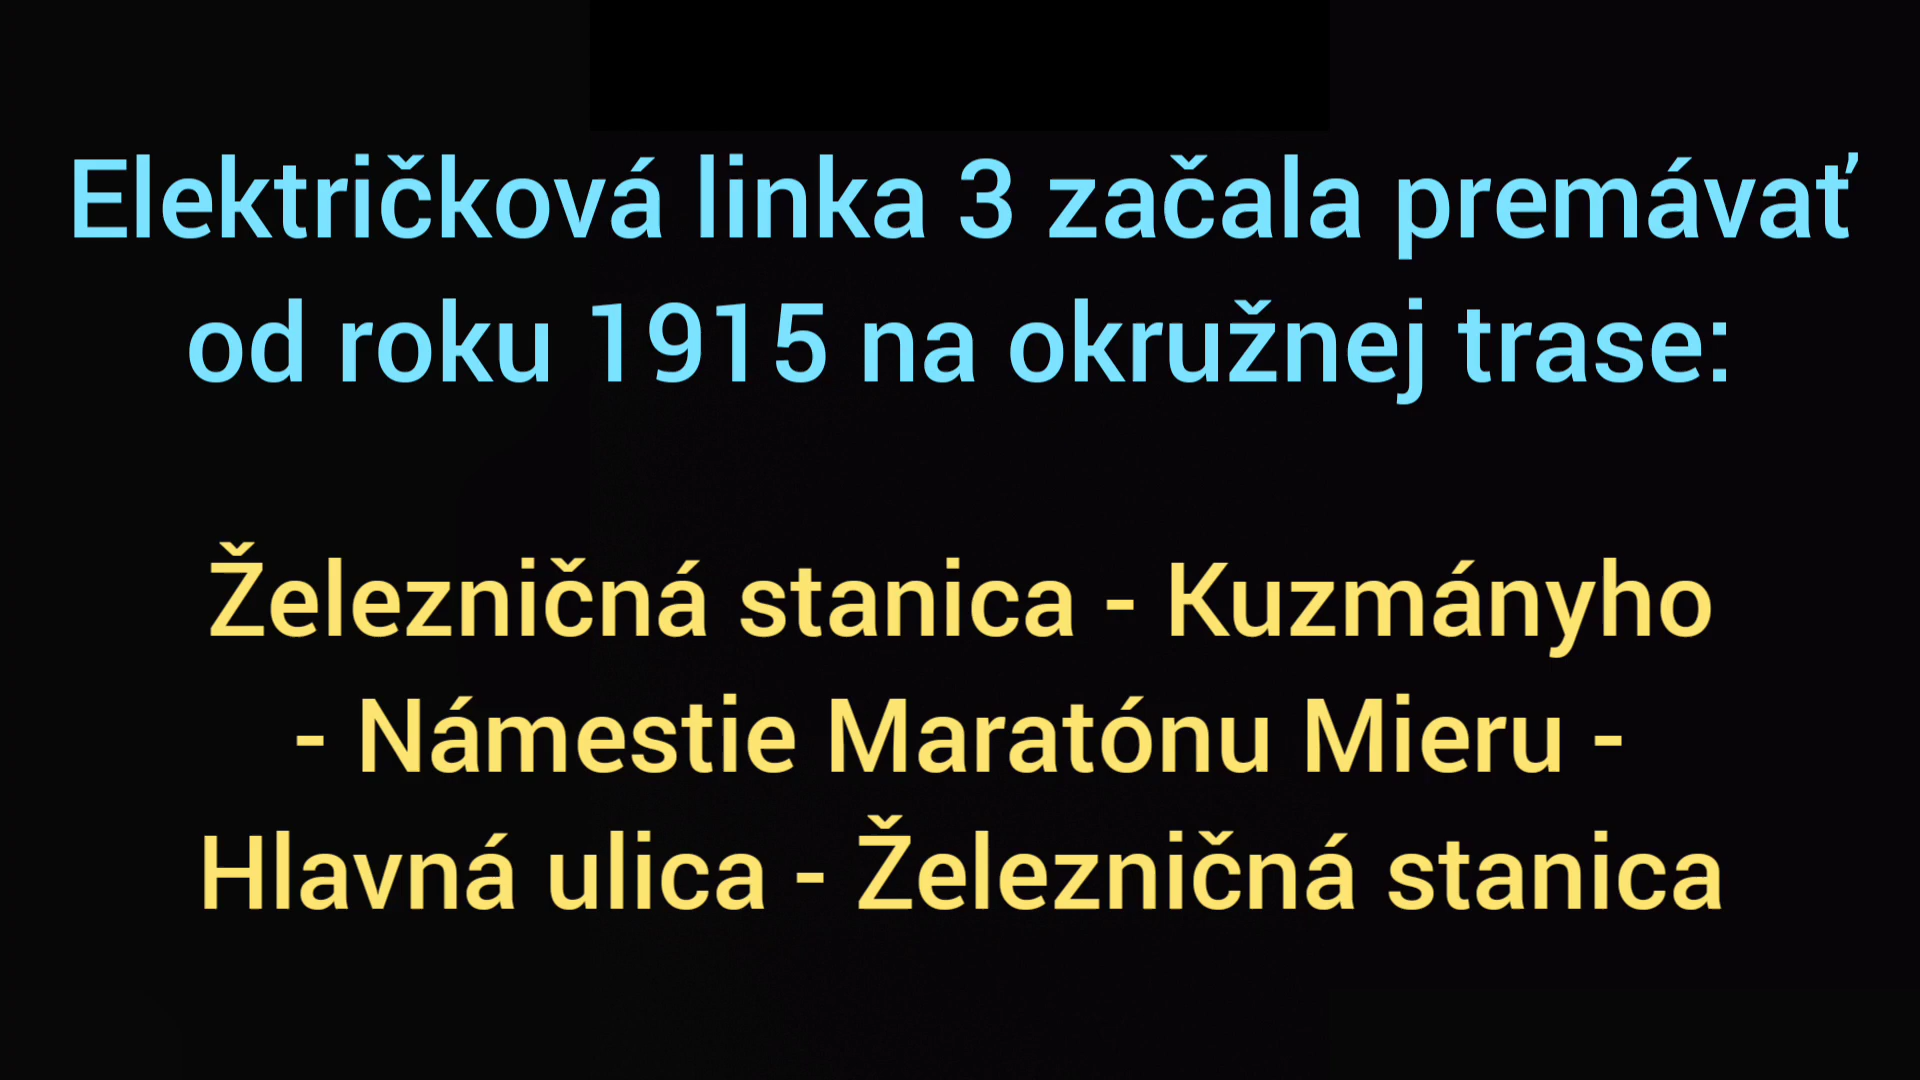 Električková linka 3 začala premávať
od roku 1915 na okružnej trase:
Železničná stanica - Kuzmányho
- Námestie Maratónu Mieru -
Hlavná ulica - Železničná stanica